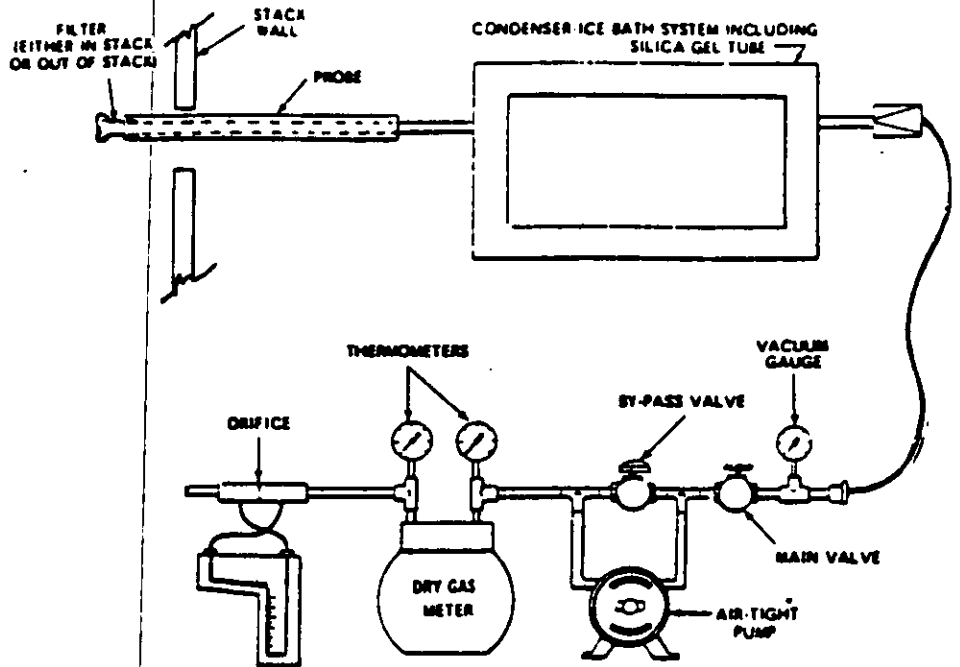 FILTER
(EITHER IN STACK
OR OUT OF STACK)
STACK
WALL
PROBE
CONDENSER-ICE BATH SYSTEM INCLUDING
SILICA GEL TUBE
THERMOMETERS
ORIFICE
BY-PASS VALVE
VACUUM
GAUGE
MAIN VALVE
DRY GAS
METER
AIR-TIGHT
PUMP